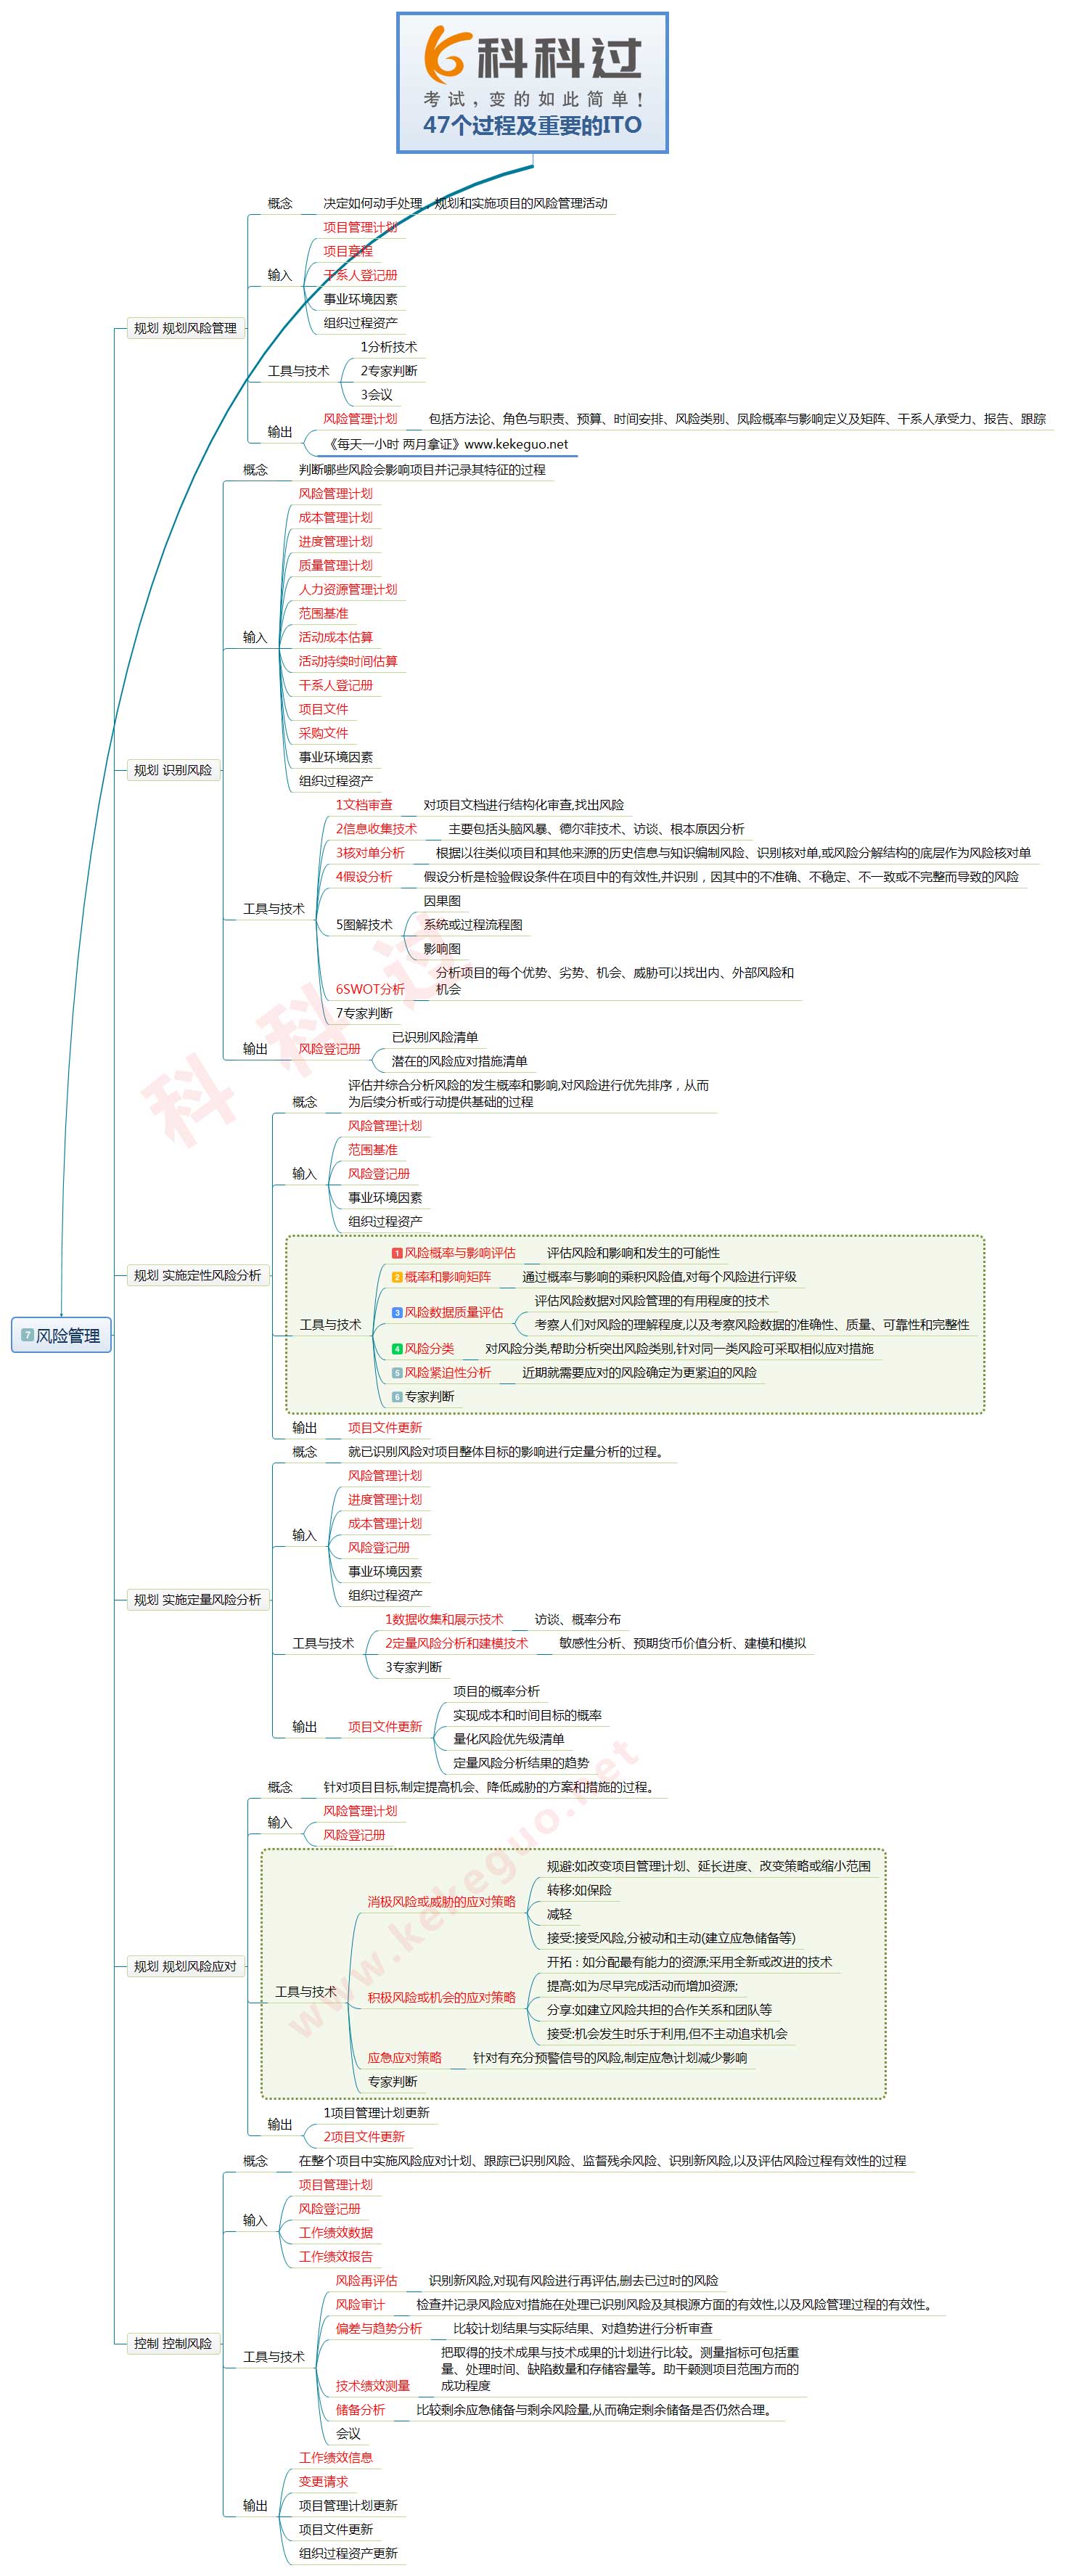 科科过
考试，变的如此简单！
47个过程及重要的ITO
7 风险管理
规划 规划风险管理
概念
决定如何动手处理，规划和实施项目的风险管理活动
输入
项目管理计划
项目章程
干系人登记册
事业环境因素
组织过程资产
工具与技术
1分析技术
2专家判断
3会议
输出
风险管理计划
包括方法论、角色与职责、预算、时间安排、风险类别、风险概率与影响定义及矩阵、干系人承受力、报告、跟踪
《每天一小时 两月拿证》www.kekeguo.net
规划 识别风险
概念
判断哪些风险会影响项目并记录其特征的过程
输入
风险管理计划
成本管理计划
进度管理计划
质量管理计划
人力资源管理计划
范围基准
活动成本估算
活动持续时间估算
干系人登记册
项目文件
采购文件
事业环境因素
组织过程资产
工具与技术
1文档审查
对项目文档进行结构化审查,找出风险
2信息收集技术
主要包括头脑风暴、德尔菲技术、访谈、根本原因分析
3核对单分析
根据以往类似项目和其他来源的历史信息与知识编制风险、识别核对单,或风险分解结构的底层作为风险核对单
4假设分析
假设分析是检验假设条件在项目中的有效性,并识别，因其中的不准确、不稳定、不一致或不完整而导致的风险
5图解技术
因果图
系统或过程流程图
影响图
6SWOT分析
分析项目的每个优势、劣势、机会、威胁可以找出内、外部风险和
机会
7专家判断
输出
风险登记册
已识别风险清单
潜在的风险应对措施清单
规划 实施定性风险分析
概念
评估并综合分析风险的发生概率和影响,对风险进行优先排序，从而
为后续分析或行动提供基础的过程
输入
风险管理计划
范围基准
风险登记册
事业环境因素
组织过程资产
工具与技术
1 风险概率与影响评估
评估风险和影响和发生的可能性
2 概率和影响矩阵
通过概率与影响的乘积风险值,对每个风险进行评级
3 风险数据质量评估
评估风险数据对风险管理的有用程度的技术
考察人们对风险的理解程度,以及考察风险数据的准确性、质量、可靠性和完整性
4 风险分类
对风险分类,帮助分析突出风险类别,针对同一类风险可采取相似应对措施
5 风险紧迫性分析
近期就需要应对的风险确定为更紧迫的风险
6 专家判断
输出
项目文件更新
规划 实施定量风险分析
概念
就已识别风险对项目整体目标的影响进行定量分析的过程。
输入
风险管理计划
进度管理计划
成本管理计划
风险登记册
事业环境因素
组织过程资产
工具与技术
1数据收集和展示技术
访谈、概率分布
2定量风险分析和建模技术
敏感性分析、预期货币价值分析、建模和模拟
3专家判断
输出
项目文件更新
项目的概率分析
实现成本和时间目标的概率
量化风险优先级清单
定量风险分析结果的趋势
规划 规划风险应对
概念
针对项目目标,制定提高机会、降低威胁的方案和措施的过程。
输入
风险管理计划
风险登记册
工具与技术
消极风险或威胁的应对策略
规避:如改变项目管理计划、延长进度、改变策略或缩小范围
转移:如保险
减轻
接受:接受风险,分被动和主动(建立应急储备等)
积极风险或机会的应对策略
开拓：如分配最有能力的资源;采用全新或改进的技术
提高:如为尽早完成活动而增加资源;
分享:如建立风险共担的合作关系和团队等
接受:机会发生时乐于利用,但不主动追求机会
应急应对策略
针对有充分预警信号的风险,制定应急计划减少影响
专家判断
输出
1项目管理计划更新
2项目文件更新
控制 控制风险
概念
在整个项目中实施风险应对计划、跟踪已识别风险、监督残余风险、识别新风险,以及评估风险过程有效性的过程
输入
项目管理计划
风险登记册
工作绩效数据
工作绩效报告
工具与技术
风险再评估
识别新风险,对现有风险进行再评估,删去已过时的风险
风险审计
检查并记录风险应对措施在处理已识别风险及其根源方面的有效性,以及风险管理过程的有效性。
偏差与趋势分析
比较计划结果与实际结果、对趋势进行分析审查
技术绩效测量
把取得的技术成果与技术成果的计划进行比较。测量指标可包括重
量、处理时间、缺陷数量和存储容量等。助于颡测项目范围方而的
成功程度
储备分析
比较剩余应急储备与剩余风险量,从而确定剩余储备是否仍然合理。
会议
输出
工作绩效信息
变更请求
项目管理计划更新
项目文件更新
组织过程资产更新
科科过
www.kekeguo.net